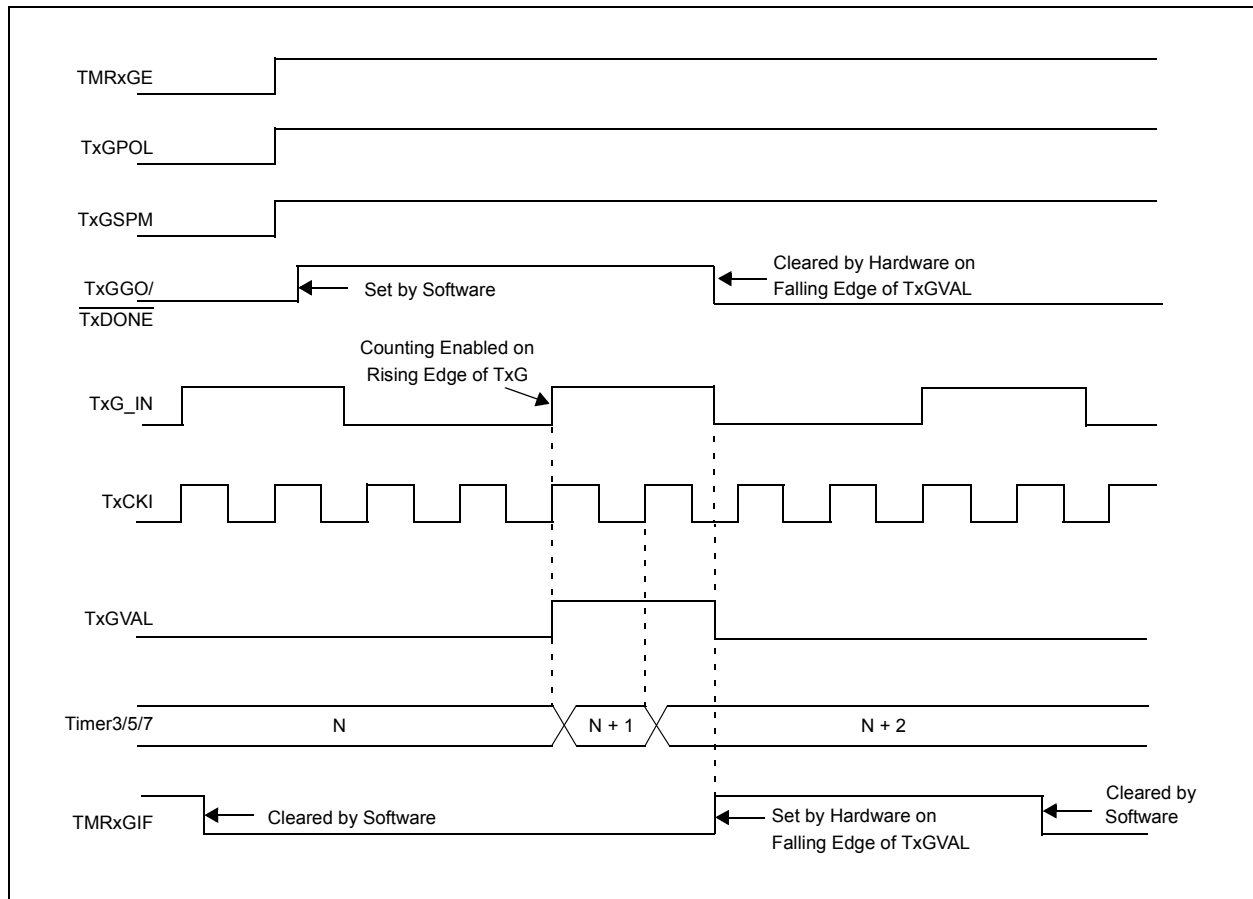 TMRxGE
TxGPOL
TxGSPM
TxGGO/
TxDONE
Set by Software
Cleared by Hardware on
Falling Edge of TxGVAL
Counting Enabled on
Rising Edge of TxG
TxG_IN
TxCKI
TxGVAL
Timer3/5/7
N
N + 1
N + 2
TMRxGIF
Cleared by Software
Set by Hardware on
Falling Edge of TxGVAL
Cleared by
Software